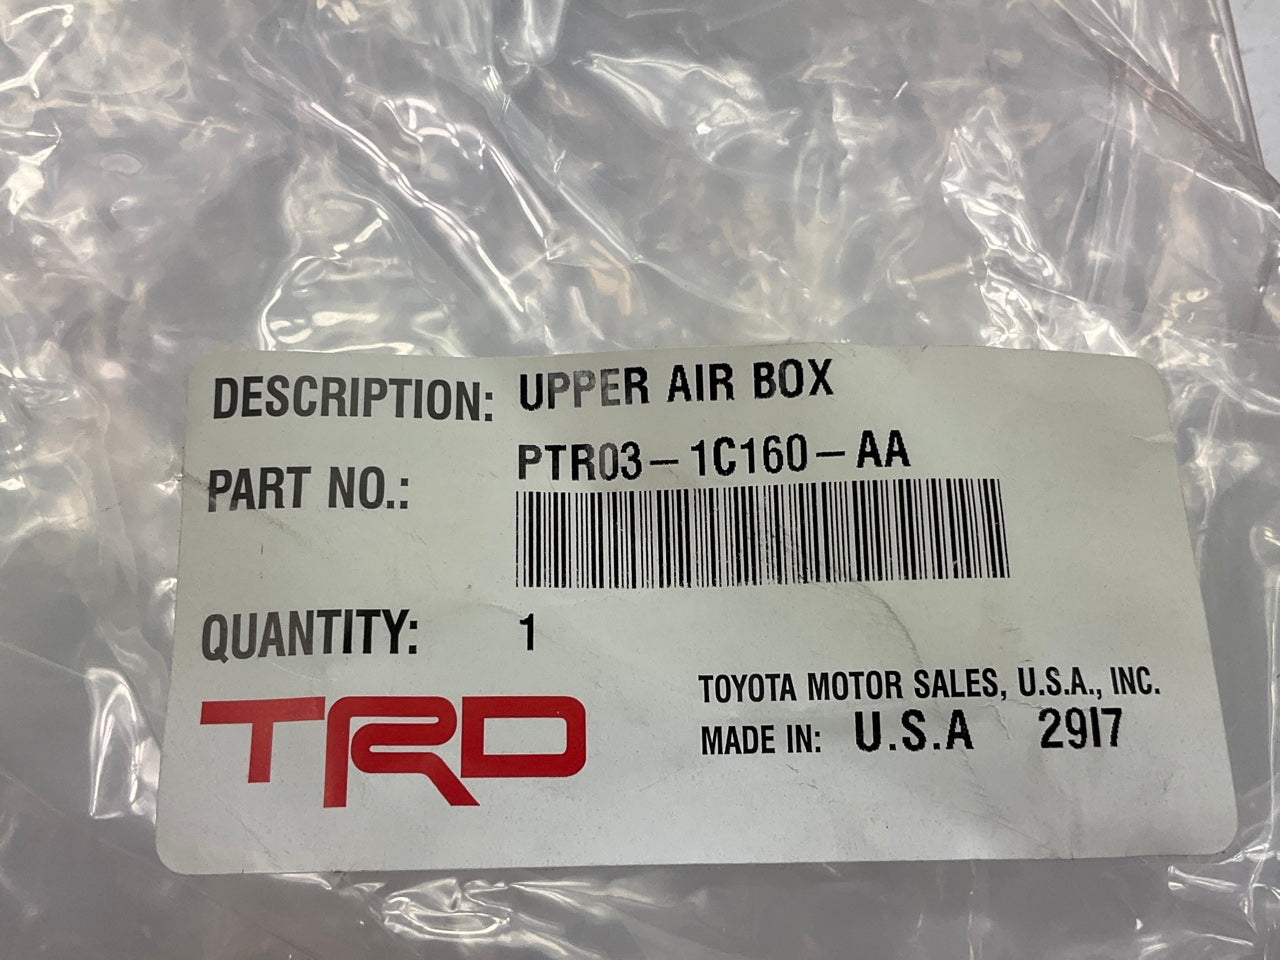 DESCRIPTION: UPPER AIR BOX
PART NO.: PTR03-1C160-AA
QUANTITY: 1
TRD
TOYOTA MOTOR SALES, U.S.A., INC.
MADE IN: U.S.A 2917